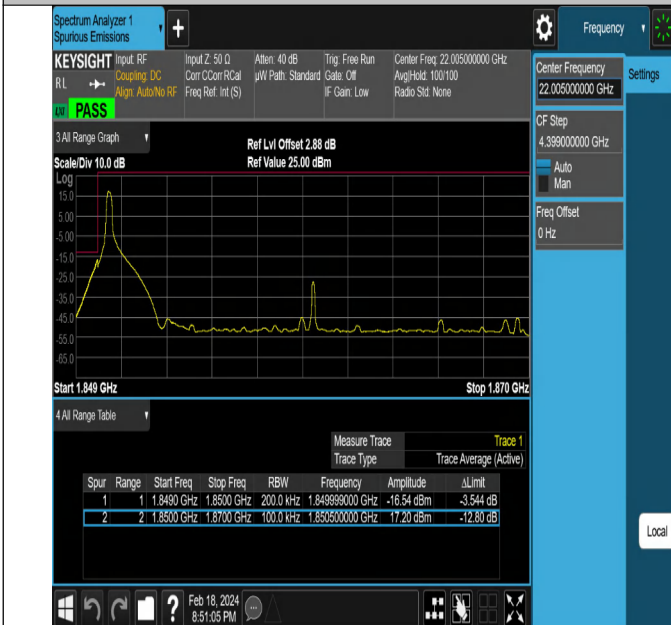 Spectrum Analyzer 1
Spurious Emissions
+
Frequency
KEYSIGHT
RL
LXI
PASS
Input: RF
Coupling: DC
Align: Auto/No RF
Input Z: 50 Ω
Corr CCorr RCal
Freq Ref: Int (S)
Atten: 40 dB
µW Path: Standard
Trig: Free Run
Gate: Off
IF Gain: Low
Center Freq: 22.005000000 GHz
Avg|Hold: 100/100
Radio Std: None
Center Frequency
22.005000000 GHz
Settings
CF Step
4.399000000 GHz
Auto
Man
Freq Offset
0 Hz
3 All Range Graph
Scale/Div 10.0 dB
Ref Lvl Offset 2.88 dB
Ref Value 25.00 dBm
Log
15.0
5.00
-5.00
-15.0
-25.0
-35.0
-45.0
-55.0
-65.0
Start 1.849 GHz
Stop 1.870 GHz
4 All Range Table
Measure Trace Trace 1
Trace Type Trace Average (Active)
Spur Range Start Freq Stop Freq RBW Frequency Amplitude ΔLimit
1 1 1.8490 GHz 1.8500 GHz 200.0 kHz 1.849999000 GHz -16.54 dBm -3.544 dB
2 2 1.8500 GHz 1.8700 GHz 100.0 kHz 1.850500000 GHz 17.20 dBm -12.80 dB
Local
?
Feb 18, 2024
8:51:05 PM